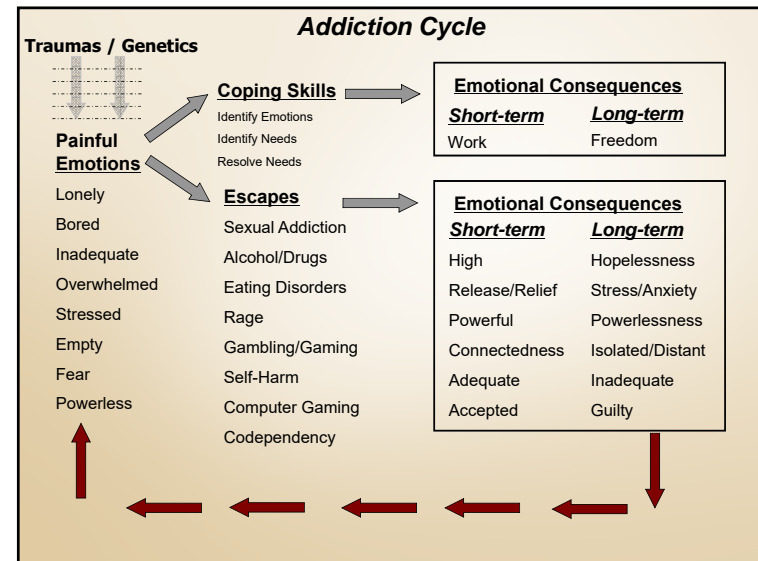 Addiction Cycle
Traumas / Genetics
Painful
Emotions
Lonely
Bored
Inadequate
Overwhelmed
Stressed
Empty
Fear
Powerless
Coping Skills
Identify Emotions
Identify Needs
Resolve Needs
Escapes
Sexual Addiction
Alcohol/Drugs
Eating Disorders
Rage
Gambling/Gaming
Self-Harm
Computer Gaming
Codependency
Emotional Consequences
Short-term Long-term
Work Freedom
Emotional Consequences
Short-term Long-term
High Hopelessness
Release/Relief Stress/Anxiety
Powerful Powerlessness
Connectedness Isolated/Distant
Adequate Inadequate
Accepted Guilty